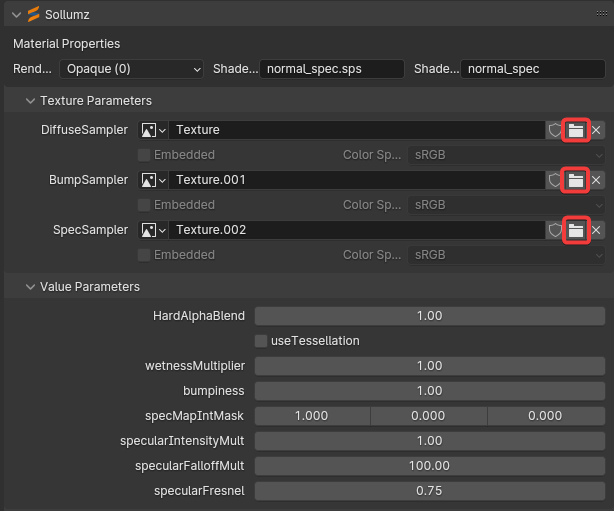 Sollumz
Material Properties
Rend... Opaque (0) Shade... normal_spec.sps Shade... normal_spec
Texture Parameters
DiffuseSampler Texture
Embedded Color Sp... sRGB
BumpSampler Texture.001
Embedded Color Sp... sRGB
SpecSampler Texture.002
Embedded Color Sp... sRGB
Value Parameters
HardAlphaBlend 1.00
useTessellation
wetnessMultiplier 1.00
bumpiness 1.00
specMapIntMask 1.000 0.000 0.000
specularIntensityMult 1.00
specularFalloffMult 100.00
specularFresnel 0.75